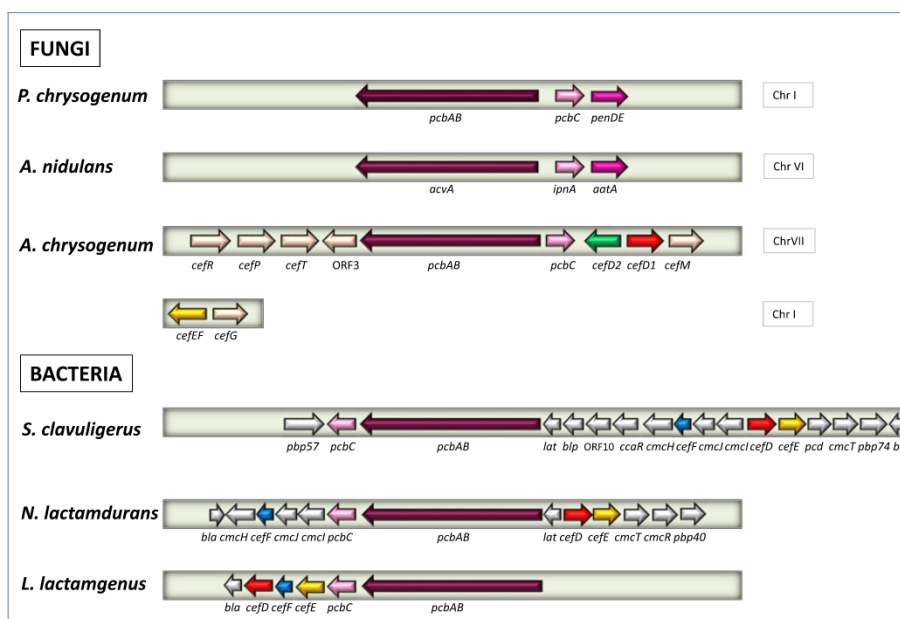 FUNGI
P. chrysogenum
Chr I
pcbAB pcbC penDE
A. nidulans
Chr VI
acvA ipnA aatA
A. chrysogenum
ChrVII
cefR cefP cefT ORF3 pcbAB pcbC cefD2 cefD1 cefM
Chr I
cefEF cefG
BACTERIA
S. clavuligerus
pbp57 pcbC pcbAB lat blp ORF10 ccaR cmcH cefF cmcJ cmcI cefD cefE pcd cmcT pbp74 b
N. lactamdurans
bla cmcH cefF cmcJ cmcI pcbC pcbAB lat cefD cefE cmcT cmcR pbp40
L. lactamgenus
bla cefD cefF cefE pcbC pcbAB